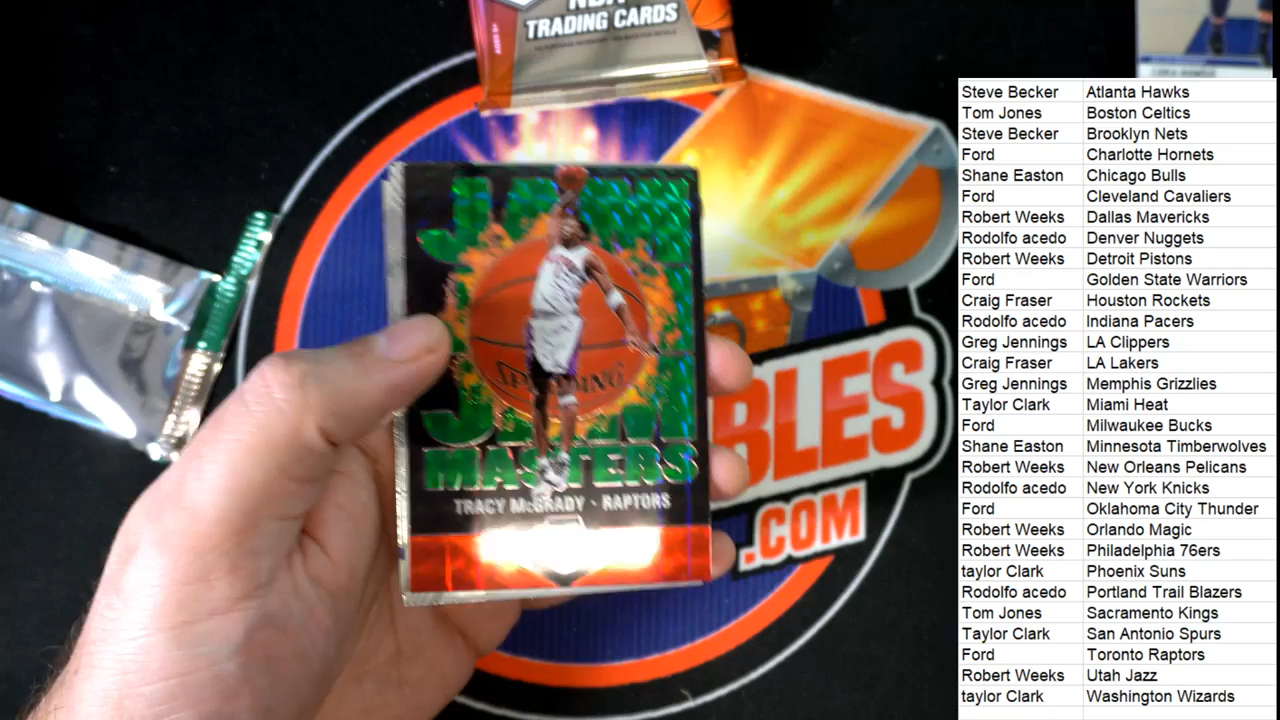 NBA
TRADING CARDS
JAM
SPALDING
JAM
MASTERS
TRACY McGRADY • RAPTORS
BLES
.COM
Steve Becker Atlanta Hawks
Tom Jones Boston Celtics
Steve Becker Brooklyn Nets
Ford Charlotte Hornets
Shane Easton Chicago Bulls
Ford Cleveland Cavaliers
Robert Weeks Dallas Mavericks
Rodolfo acedo Denver Nuggets
Robert Weeks Detroit Pistons
Ford Golden State Warriors
Craig Fraser Houston Rockets
Rodolfo acedo Indiana Pacers
Greg Jennings LA Clippers
Craig Fraser LA Lakers
Greg Jennings Memphis Grizzlies
Taylor Clark Miami Heat
Ford Milwaukee Bucks
Shane Easton Minnesota Timberwolves
Robert Weeks New Orleans Pelicans
Rodolfo acedo New York Knicks
Ford Oklahoma City Thunder
Robert Weeks Orlando Magic
Robert Weeks Philadelphia 76ers
taylor Clark Phoenix Suns
Rodolfo acedo Portland Trail Blazers
Tom Jones Sacramento Kings
Taylor Clark San Antonio Spurs
Ford Toronto Raptors
Robert Weeks Utah Jazz
taylor Clark Washington Wizards